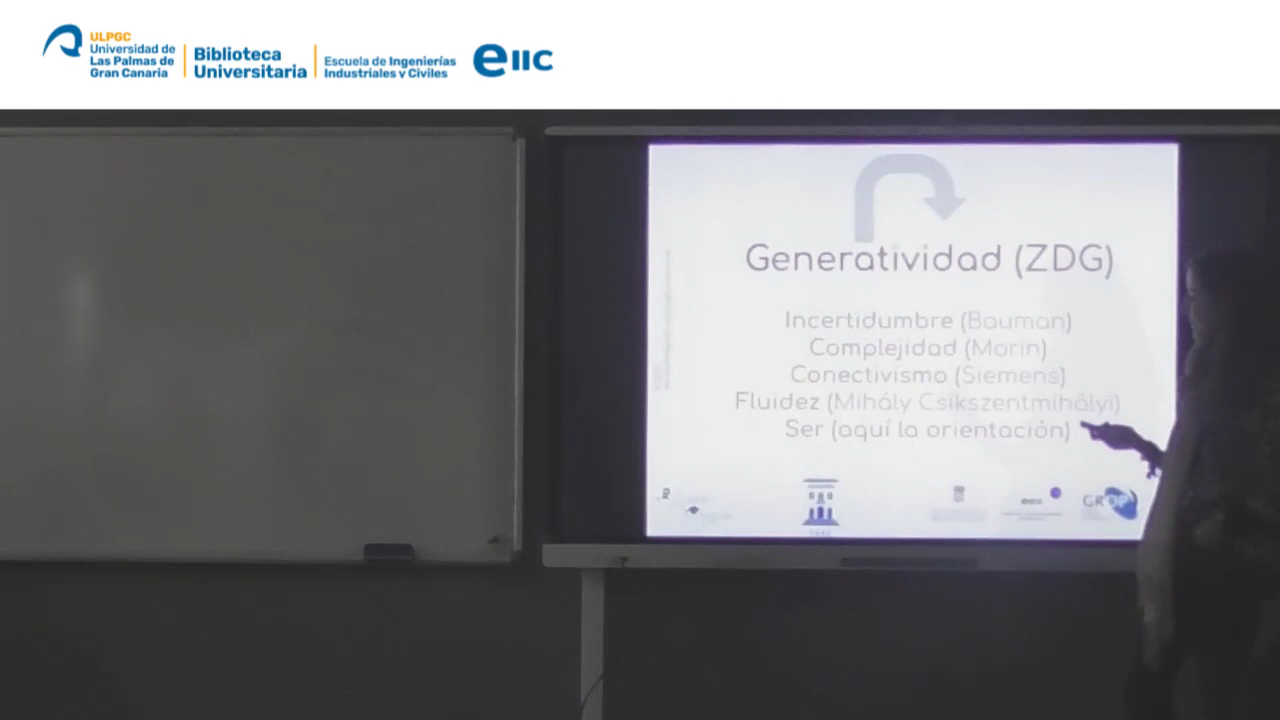 ULPGC
Universidad de
Las Palmas de
Gran Canaria
Biblioteca
Universitaria
Escuela de Ingenierías
Industriales y Civiles
eIIC
Generatividad (ZDG)
Incertidumbre (Bauman)
Complejidad (Morin)
Conectivismo (Siemens)
Fluidez (Mihály Csíkszentmihályi)
Ser (aquí la orientación)